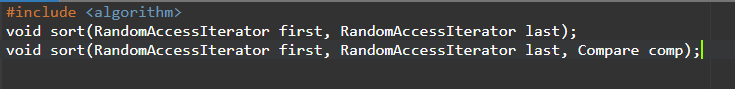 #include <algorithm>
void sort(RandomAccessIterator first, RandomAccessIterator last);
void sort(RandomAccessIterator first, RandomAccessIterator last, Compare comp);